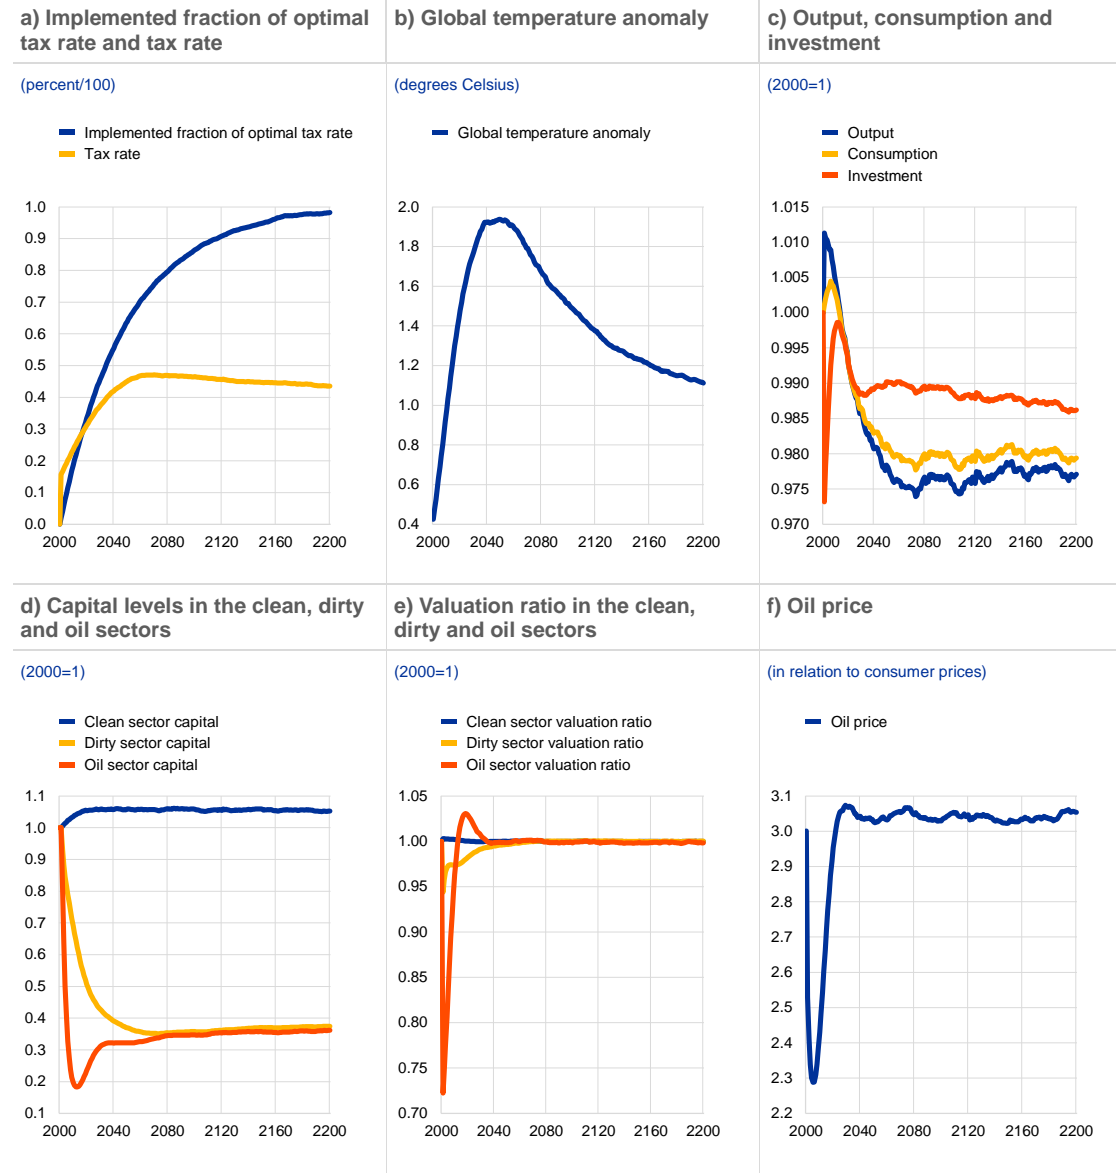 a) Implemented fraction of optimal
tax rate and tax rate
(percent/100)
Implemented fraction of optimal tax rate
Tax rate
1.0
0.9
0.8
0.7
0.6
0.5
0.4
0.3
0.2
0.1
0.0
2000 2040 2080 2120 2160 2200
b) Global temperature anomaly
(degrees Celsius)
Global temperature anomaly
2.0
1.8
1.6
1.4
1.2
1.0
0.8
0.6
0.4
2000 2040 2080 2120 2160 2200
c) Output, consumption and
investment
(2000=1)
Output
Consumption
Investment
1.015
1.010
1.005
1.000
0.995
0.990
0.985
0.980
0.975
0.970
2000 2040 2080 2120 2160 2200
d) Capital levels in the clean, dirty
and oil sectors
(2000=1)
Clean sector capital
Dirty sector capital
Oil sector capital
1.1
1.0
0.9
0.8
0.7
0.6
0.5
0.4
0.3
0.2
0.1
2000 2040 2080 2120 2160 2200
e) Valuation ratio in the clean,
dirty and oil sectors
(2000=1)
Clean sector valuation ratio
Dirty sector valuation ratio
Oil sector valuation ratio
1.05
1.00
0.95
0.90
0.85
0.80
0.75
0.70
2000 2040 2080 2120 2160 2200
f) Oil price
(in relation to consumer prices)
Oil price
3.1
3.0
2.9
2.8
2.7
2.6
2.5
2.4
2.3
2.2
2000 2040 2080 2120 2160 2200